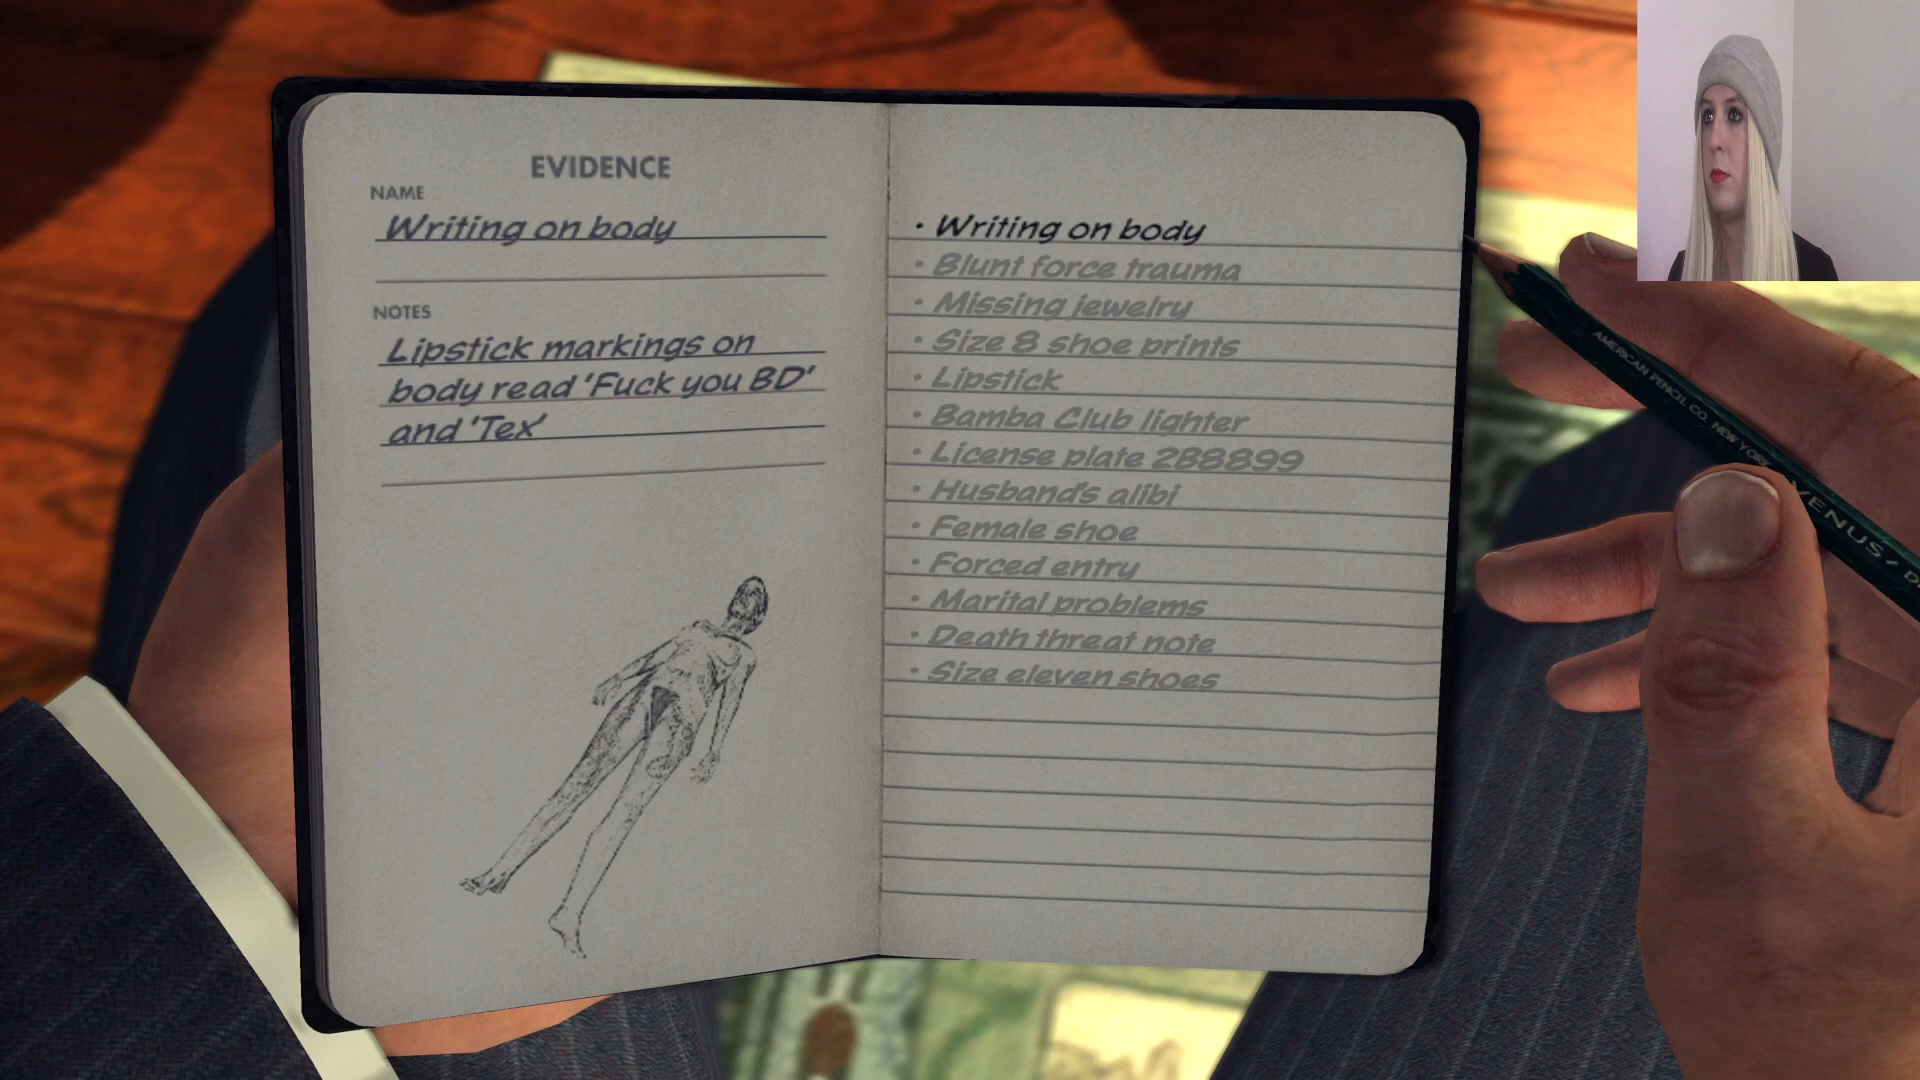 EVIDENCE
NAME
Writing on body
NOTES
Lipstick markings on
body read 'Fuck you BD'
and 'Tex'
• Writing on body
• Blunt force trauma
• Missing jewelry
• Size 8 shoe prints
• Lipstick
• Bamba Club lighter
• License plate 2B8899
• Husband's alibi
• Female shoe
• Forced entry
• Marital problems
• Death threat note
• Size eleven shoes
AMERICAN PENCIL CO. NEW YORK
VENUS